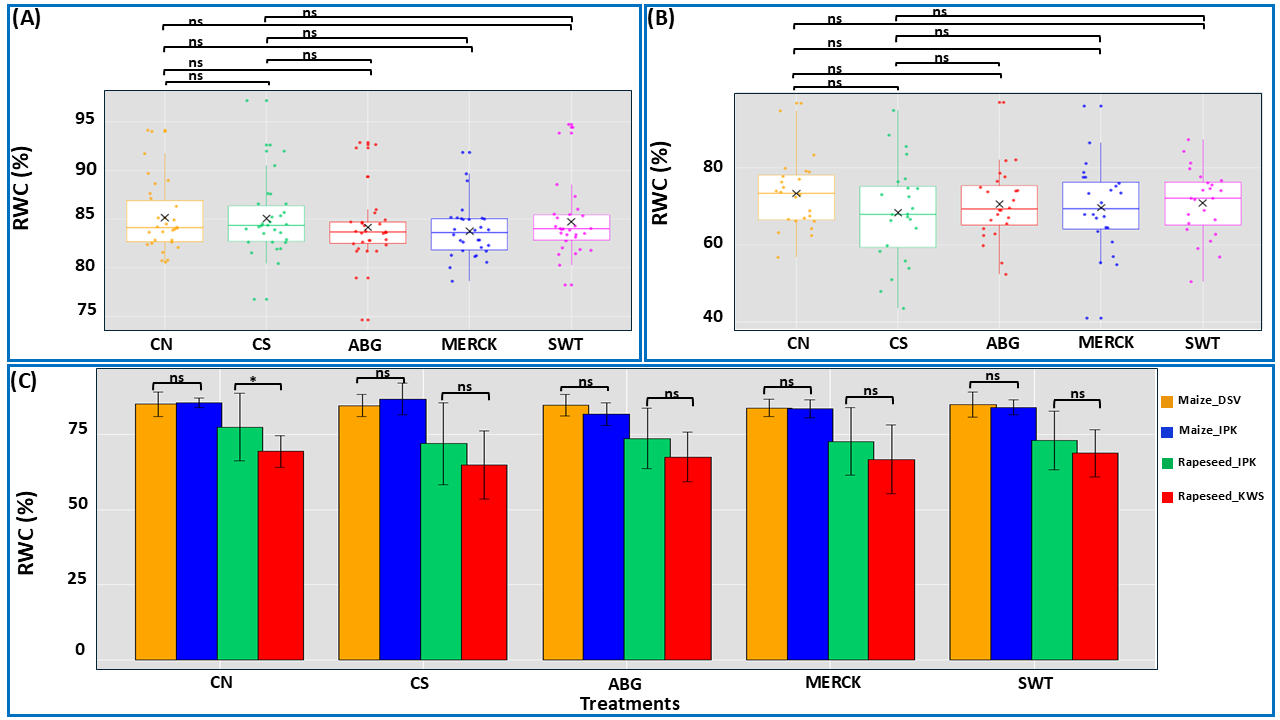 (A)
ns
ns
ns
ns
ns
ns
ns
RWC (%)
95
90
85
80
75
CN CS ABG MERCK SWT
(B)
ns
ns
ns
ns
ns
ns
ns
RWC (%)
80
60
40
CN CS ABG MERCK SWT
(C)
ns * ns ns ns ns ns ns ns ns
RWC (%)
75
50
25
0
CN CS ABG MERCK SWT
Treatments
Maize_DSV
Maize_IPK
Rapeseed_IPK
Rapeseed_KWS